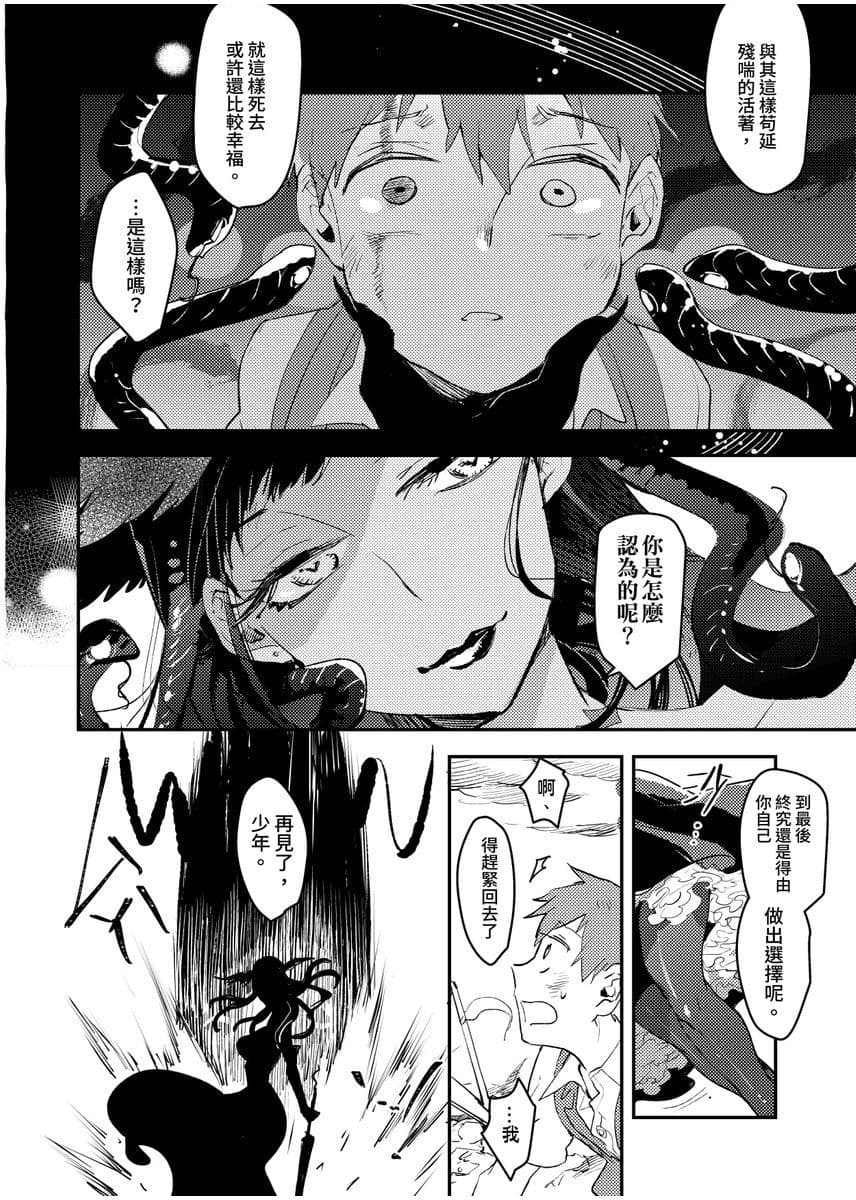 與其這樣苟延
殘喘的活著，
就這樣死去
或許還比較幸福。
…是這樣嗎？
你是怎麼
認為的呢？
到最後
終究還是得由
你自己
做出選擇呢。
啊、
得趕緊回去了
…我
再見了，
少年。